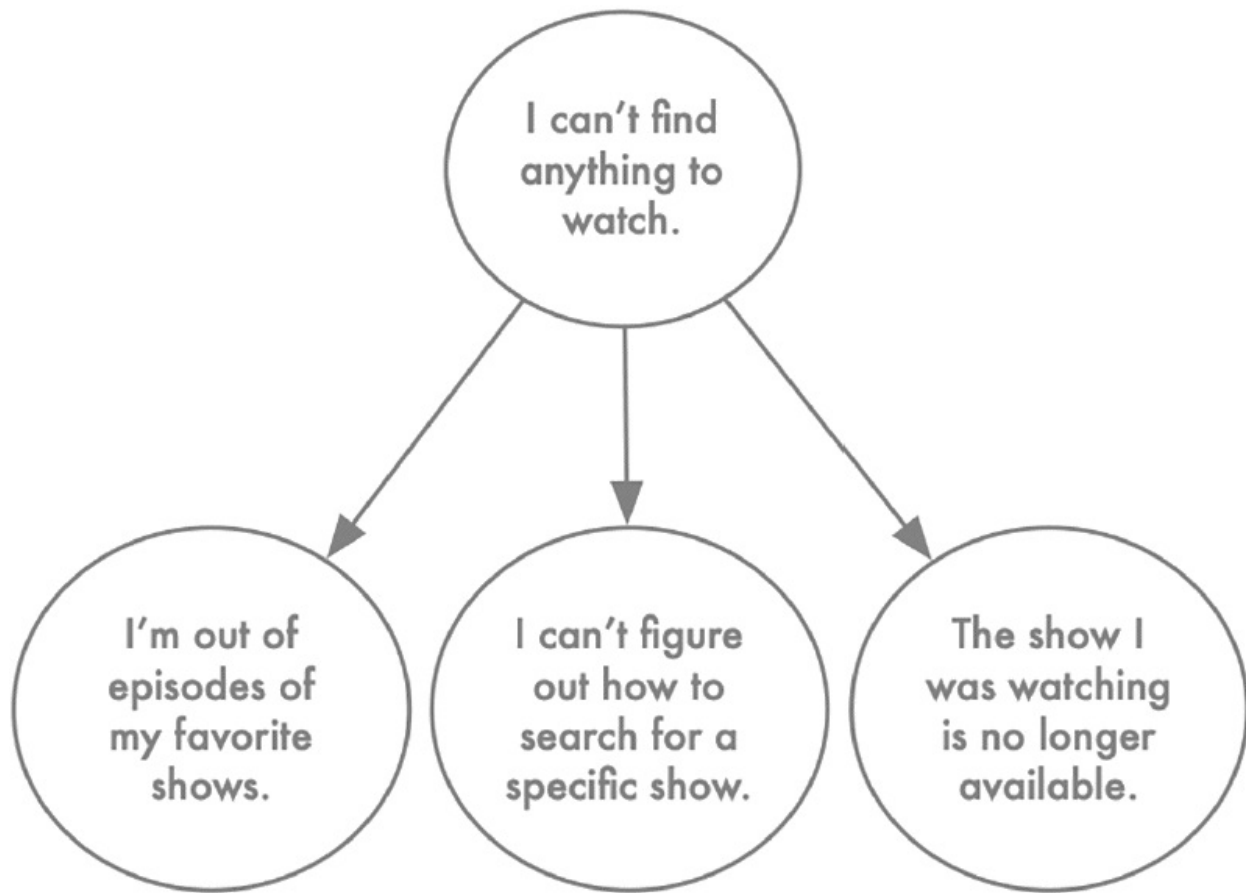 I can’t find
anything to
watch.
I’m out of
episodes of
my favorite
shows.
I can’t figure
out how to
search for a
specific show.
The show I
was watching
is no longer
available.